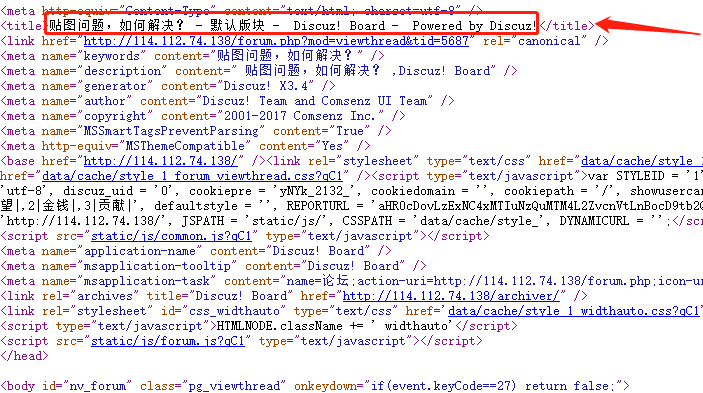 <meta http-equiv="Content-Type" content="text/html; charset=utf-8" />
<title>贴图问题，如何解决？ - 默认版块 -  Discuz! Board -  Powered by Discuz!</title>
<link href="http://114.112.74.138/forum.php?mod=viewthread&tid=5687" rel="canonical" />
<meta name="keywords" content="贴图问题，如何解决？" />
<meta name="description" content=" 贴图问题，如何解决？ ,Discuz! Board" />
<meta name="generator" content="Discuz! X3.4" />
<meta name="author" content="Discuz! Team and Comsenz UI Team" />
<meta name="copyright" content="2001-2017 Comsenz Inc." />
<meta name="MSSmartTagsPreventParsing" content="True" />
<meta http-equiv="MSThemeCompatible" content="Yes" />
<base href="http://114.112.74.138/" /><link rel="stylesheet" type="text/css" href="data/cache/style_1
data/cache/style_1_forum_viewthread.css?gC1" /><script type="text/javascript">var STYLEID = '1'
'utf-8', discuz_uid = '0', cookiepre = 'yNYk_2132_', cookiedomain = '', cookiepath = '/', showusercar
望|,2|金钱|,3|贡献|', defaultstyle = '', REPORTURL = 'aHR0cDovLzExNC4xMTIuNzQuMTM4L2ZvcnVtLnBocD9tb2Q
'http://114.112.74.138/', JSPATH = 'static/js/', CSSPATH = 'data/cache/style_', DYNAMICURL = '';</s
<script src="static/js/common.js?gC1" type="text/javascript"></script>
<meta name="application-name" content="Discuz! Board" />
<meta name="msapplication-tooltip" content="Discuz! Board" />
<meta name="msapplication-task" content="name=论坛;action-uri=http://114.112.74.138/forum.php;icon-ur
<link rel="archives" title="Discuz! Board" href="http://114.112.74.138/archiver/" />
<link rel="stylesheet" id="css_widthauto" type="text/css" href='data/cache/style_1_widthauto.css?gC1'
<script type="text/javascript">HTMLNODE.className += ' widthauto'</script>
<script src="static/js/forum.js?gC1" type="text/javascript"></script>
</head>
<body id="nv_forum" class="pg_viewthread" onkeydown="if(event.keyCode==27) return false;">